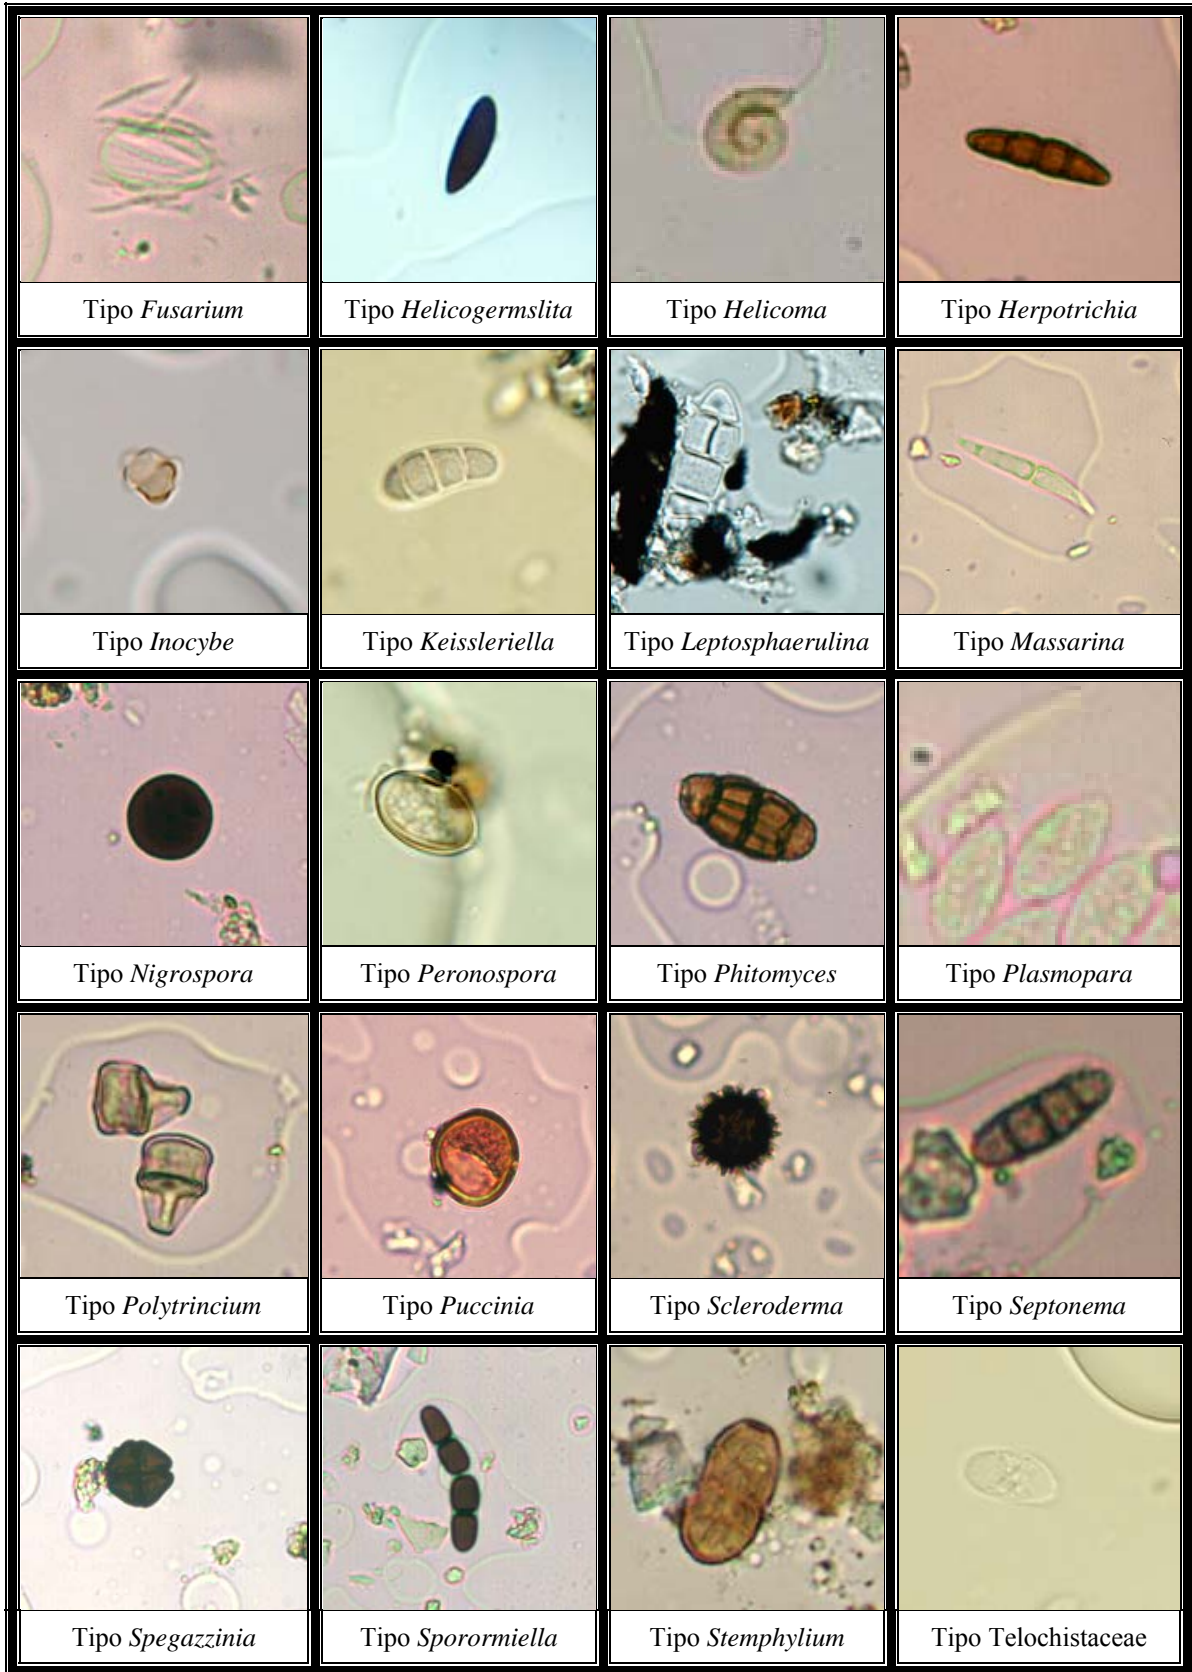 Tipo Fusarium
Tipo Helicogermslita
Tipo Helicoma
Tipo Herpotrichia
Tipo Inocybe
Tipo Keissleriella
Tipo Leptosphaerulina
Tipo Massarina
Tipo Nigrospora
Tipo Peronospora
Tipo Phitomyces
Tipo Plasmopara
Tipo Polytrincium
Tipo Puccinia
Tipo Scleroderma
Tipo Septonema
Tipo Spegazzinia
Tipo Sporormiella
Tipo Stemphylium
Tipo Telochistaceae